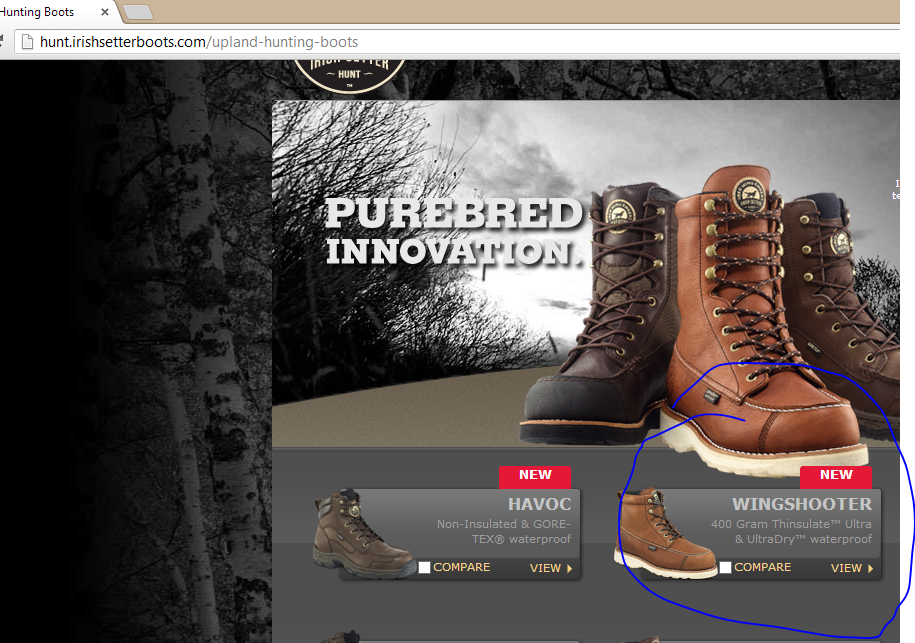 Hunting Boots
hunt.irishsetterboots.com/upland-hunting-boots
IRISH SETTER
HUNT
TM
PUREBRED
INNOVATION.
NEW
HAVOC
Non-Insulated & GORE-
TEX® waterproof
COMPARE VIEW
NEW
WINGSHOOTER
400 Gram Thinsulate™ Ultra
& UltraDry™ waterproof
COMPARE VIEW